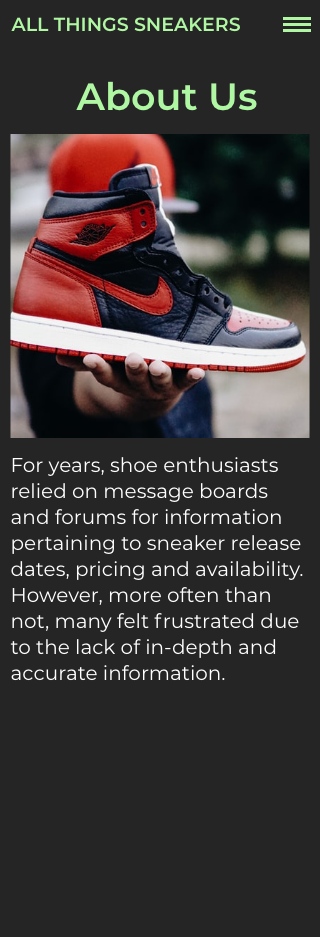 ALL THINGS SNEAKERS
About Us
For years, shoe enthusiasts
relied on message boards
and forums for information
pertaining to sneaker release
dates, pricing and availability.
However, more often than
not, many felt frustrated due
to the lack of in-depth and
accurate information.